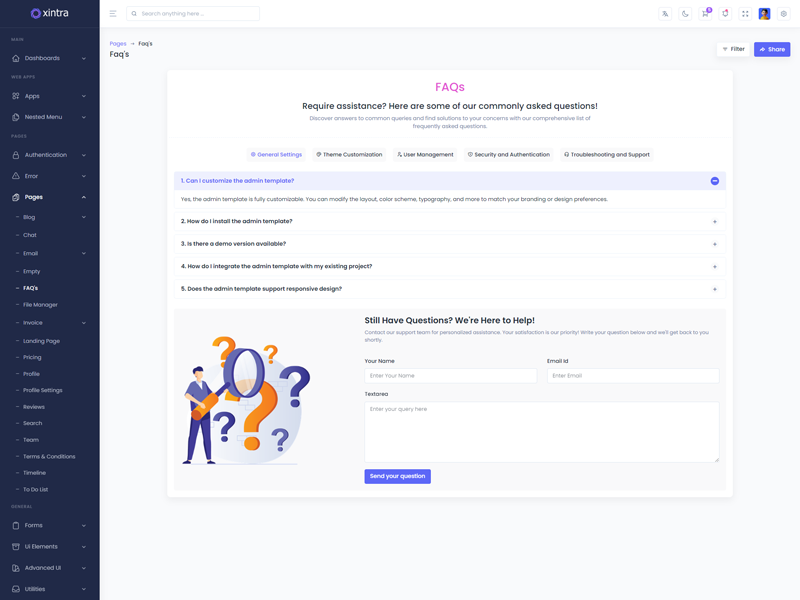 xintra
Search anything here ...
5
MAIN
Dashboards
WEB APPS
Apps
Nested Menu
PAGES
Authentication
Error
Pages
Blog
Chat
Email
Empty
FAQ's
File Manager
Invoice
Landing Page
Pricing
Profile
Profile Settings
Reviews
Search
Team
Terms & Conditions
Timeline
To Do List
GENERAL
Forms
UI Elements
Advanced UI
Utilities
Pages → Faq's
Faq's
Filter
Share
FAQs
Require assistance? Here are some of our commonly asked questions!
Discover answers to common queries and find solutions to your concerns with our comprehensive list of
frequently asked questions.
General Settings
Theme Customization
User Management
Security and Authentication
Troubleshooting and Support
1. Can I customize the admin template?
Yes, the admin template is fully customizable. You can modify the layout, color scheme, typography, and more to match your branding or design preferences.
2. How do I install the admin template?
3. Is there a demo version available?
4. How do I integrate the admin template with my existing project?
5. Does the admin template support responsive design?
Still Have Questions? We're Here to Help!
Contact our support team for personalized assistance. Your satisfaction is our priority! Write your question below and we'll get back to you
shortly.
Your Name
Email Id
Enter Your Name
Enter Email
Textarea
Enter your query here
Send your question